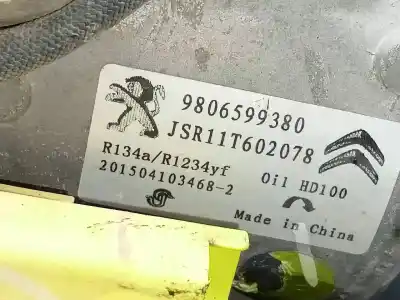 9806599380
JSR11T602078
R134a/R1234yf Oil HD100
201504103468-2
Made in China